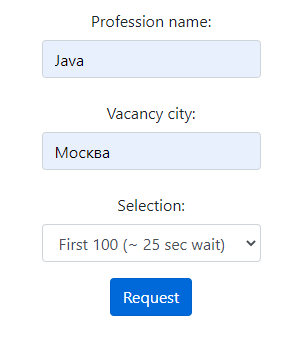 Profession name:
Java
Vacancy city:
Москва
Selection:
First 100 (~ 25 sec wait)
Request